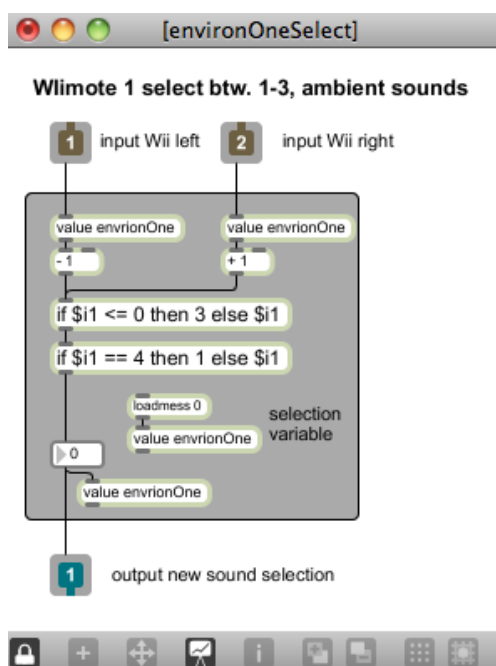 [environOneSelect]
WIimote 1 select btw. 1-3, ambient sounds
1 input Wii left 2 input Wii right
value envrionOne value envrionOne
- 1 + 1
if $i1 <= 0 then 3 else $i1
if $i1 == 4 then 1 else $i1
loadmess 0
value envrionOne
selection
variable
0
value envrionOne
1 output new sound selection